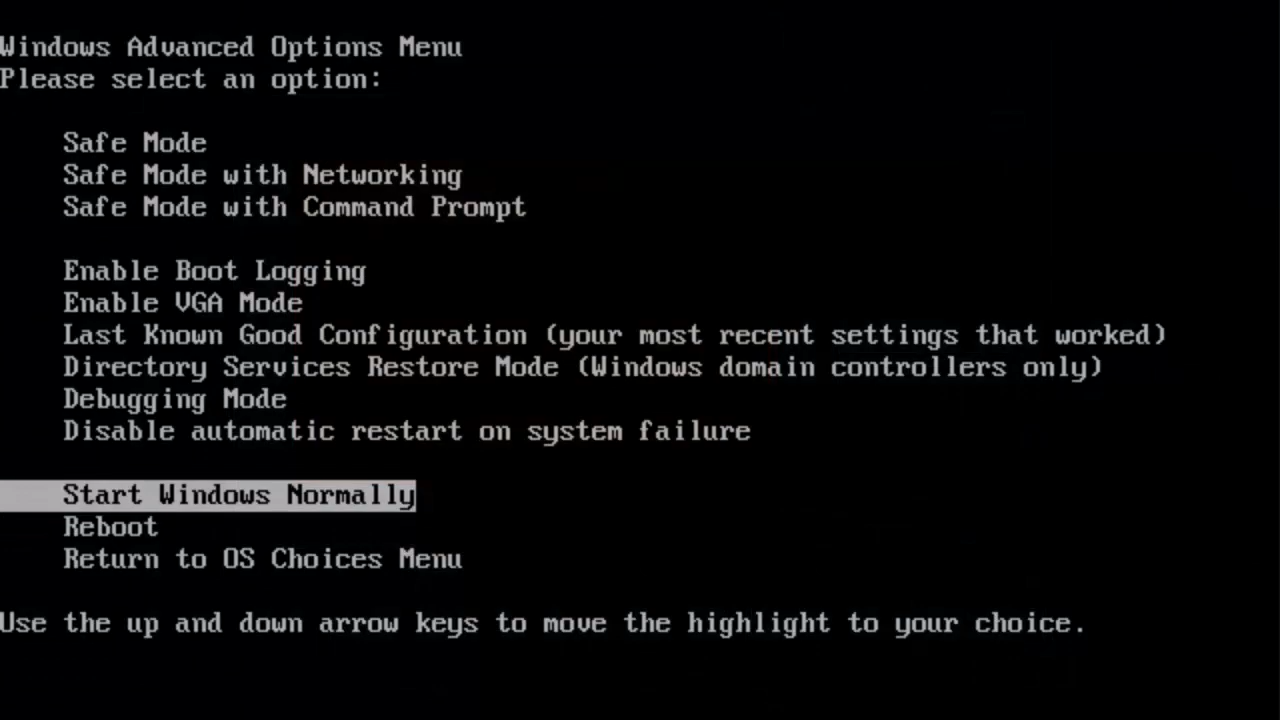 Windows Advanced Options Menu
Please select an option:
Safe Mode
Safe Mode with Networking
Safe Mode with Command Prompt
Enable Boot Logging
Enable VGA Mode
Last Known Good Configuration (your most recent settings that worked)
Directory Services Restore Mode (Windows domain controllers only)
Debugging Mode
Disable automatic restart on system failure
Start Windows Normally
Reboot
Return to OS Choices Menu
Use the up and down arrow keys to move the highlight to your choice.